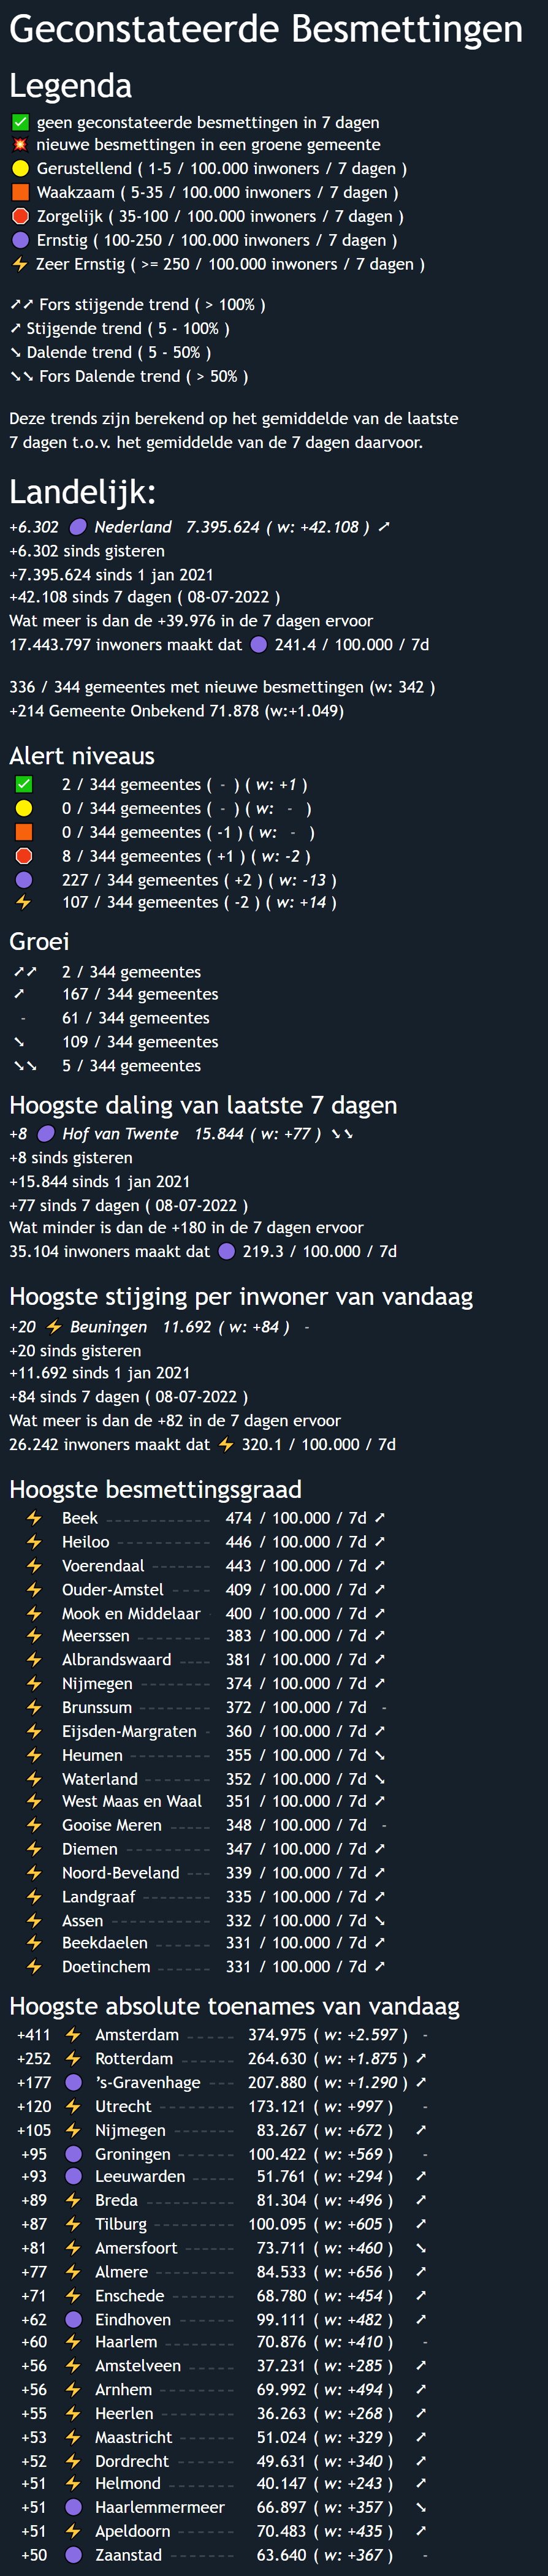 Geconstateerde Besmettingen
Legenda
✅ geen geconstateerde besmettingen in 7 dagen
💥 nieuwe besmettingen in een groene gemeente
🟡 Gerustellend ( 1-5 / 100.000 inwoners / 7 dagen )
🟧 Waakzaam ( 5-35 / 100.000 inwoners / 7 dagen )
🛑 Zorgelijk ( 35-100 / 100.000 inwoners / 7 dagen )
🟣 Ernstig ( 100-250 / 100.000 inwoners / 7 dagen )
⚡ Zeer Ernstig ( >= 250 / 100.000 inwoners / 7 dagen )
➚➚ Fors stijgende trend ( > 100% )
➚ Stijgende trend ( 5 - 100% )
➘ Dalende trend ( 5 - 50% )
➘➘ Fors Dalende trend ( > 50% )
Deze trends zijn berekend op het gemiddelde van de laatste
7 dagen t.o.v. het gemiddelde van de 7 dagen daarvoor.
Landelijk:
+6.302 🟣 Nederland 7.395.624 ( w: +42.108 ) ➚
+6.302 sinds gisteren
+7.395.624 sinds 1 jan 2021
+42.108 sinds 7 dagen ( 08-07-2022 )
Wat meer is dan de +39.976 in de 7 dagen ervoor
17.443.797 inwoners maakt dat 🟣 241.4 / 100.000 / 7d
336 / 344 gemeentes met nieuwe besmettingen (w: 342 )
+214 Gemeente Onbekend 71.878 (w:+1.049)
Alert niveaus
✅ 2 / 344 gemeentes ( - ) ( w: +1 )
🟡 0 / 344 gemeentes ( - ) ( w: - )
🟧 0 / 344 gemeentes ( -1 ) ( w: - )
🛑 8 / 344 gemeentes ( +1 ) ( w: -2 )
🟣 227 / 344 gemeentes ( +2 ) ( w: -13 )
⚡ 107 / 344 gemeentes ( -2 ) ( w: +14 )
Groei
➚➚ 2 / 344 gemeentes
➚ 167 / 344 gemeentes
- 61 / 344 gemeentes
➘ 109 / 344 gemeentes
➘➘ 5 / 344 gemeentes
Hoogste daling van laatste 7 dagen
+8 🟣 Hof van Twente 15.844 ( w: +77 ) ➘➘
+8 sinds gisteren
+15.844 sinds 1 jan 2021
+77 sinds 7 dagen ( 08-07-2022 )
Wat minder is dan de +180 in de 7 dagen ervoor
35.104 inwoners maakt dat 🟣 219.3 / 100.000 / 7d
Hoogste stijging per inwoner van vandaag
+20 ⚡ Beuningen 11.692 ( w: +84 ) -
+20 sinds gisteren
+11.692 sinds 1 jan 2021
+84 sinds 7 dagen ( 08-07-2022 )
Wat meer is dan de +82 in de 7 dagen ervoor
26.242 inwoners maakt dat ⚡ 320.1 / 100.000 / 7d
Hoogste besmettingsgraad
⚡ Beek ----------- 474 / 100.000 / 7d ➚
⚡ Heiloo ---------- 446 / 100.000 / 7d ➚
⚡ Voerendaal ------ 443 / 100.000 / 7d ➚
⚡ Ouder-Amstel ---- 409 / 100.000 / 7d ➚
⚡ Mook en Middelaar 400 / 100.000 / 7d ➚
⚡ Meerssen -------- 383 / 100.000 / 7d ➚
⚡ Albrandswaard ---- 381 / 100.000 / 7d ➚
⚡ Nijmegen -------- 374 / 100.000 / 7d ➚
⚡ Brunssum -------- 372 / 100.000 / 7d -
⚡ Eijsden-Margraten - 360 / 100.000 / 7d ➚
⚡ Heumen --------- 355 / 100.000 / 7d ➘
⚡ Waterland ------- 352 / 100.000 / 7d ➘
⚡ West Maas en Waal 351 / 100.000 / 7d ➚
⚡ Gooise Meren ----- 348 / 100.000 / 7d -
⚡ Diemen --------- 347 / 100.000 / 7d ➚
⚡ Noord-Beveland --- 339 / 100.000 / 7d ➚
⚡ Landgraaf -------- 335 / 100.000 / 7d ➚
⚡ Assen ----------- 332 / 100.000 / 7d ➘
⚡ Beekdaelen ------ 331 / 100.000 / 7d ➚
⚡ Doetinchem ------ 331 / 100.000 / 7d ➚
Hoogste absolute toenames van vandaag
+411 ⚡ Amsterdam ----- 374.975 ( w: +2.597 ) -
+252 ⚡ Rotterdam ------ 264.630 ( w: +1.875 ) ➚
+177 🟣 's-Gravenhage ---- 207.880 ( w: +1.290 ) ➚
+120 ⚡ Utrecht -------- 173.121 ( w: +997 ) -
+105 ⚡ Nijmegen ------- 83.267 ( w: +672 ) ➚
+95 🟣 Groningen ------ 100.422 ( w: +569 ) -
+93 🟣 Leeuwarden ----- 51.761 ( w: +294 ) ➚
+89 ⚡ Breda ---------- 81.304 ( w: +496 ) ➚
+87 ⚡ Tilburg --------- 100.095 ( w: +605 ) ➚
+81 ⚡ Amersfoort ------ 73.711 ( w: +460 ) ➘
+77 ⚡ Almere --------- 84.533 ( w: +656 ) ➚
+71 ⚡ Enschede ------- 68.780 ( w: +454 ) ➚
+62 🟣 Eindhoven ------ 99.111 ( w: +482 ) ➚
+60 ⚡ Haarlem -------- 70.876 ( w: +410 ) -
+56 ⚡ Amstelveen ----- 37.231 ( w: +285 ) ➚
+56 ⚡ Arnhem -------- 69.992 ( w: +494 ) ➚
+55 ⚡ Heerlen -------- 36.263 ( w: +268 ) ➚
+53 ⚡ Maastricht ------ 51.024 ( w: +329 ) ➚
+52 ⚡ Dordrecht ------ 49.631 ( w: +340 ) ➚
+51 ⚡ Helmond ------- 40.147 ( w: +243 ) ➚
+51 🟣 Haarlemmermeer 66.897 ( w: +357 ) ➘
+51 ⚡ Apeldoorn ------ 70.483 ( w: +435 ) ➚
+50 🟣 Zaanstad ------- 63.640 ( w: +367 ) -